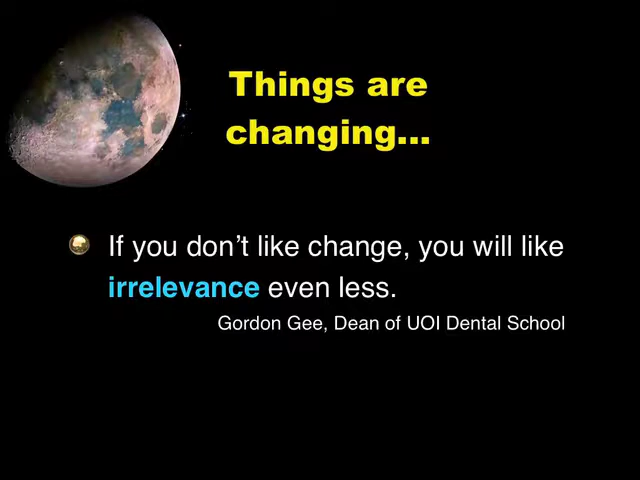 Things are
changing...
If you don’t like change, you will like
irrelevance even less.
Gordon Gee, Dean of UOI Dental School